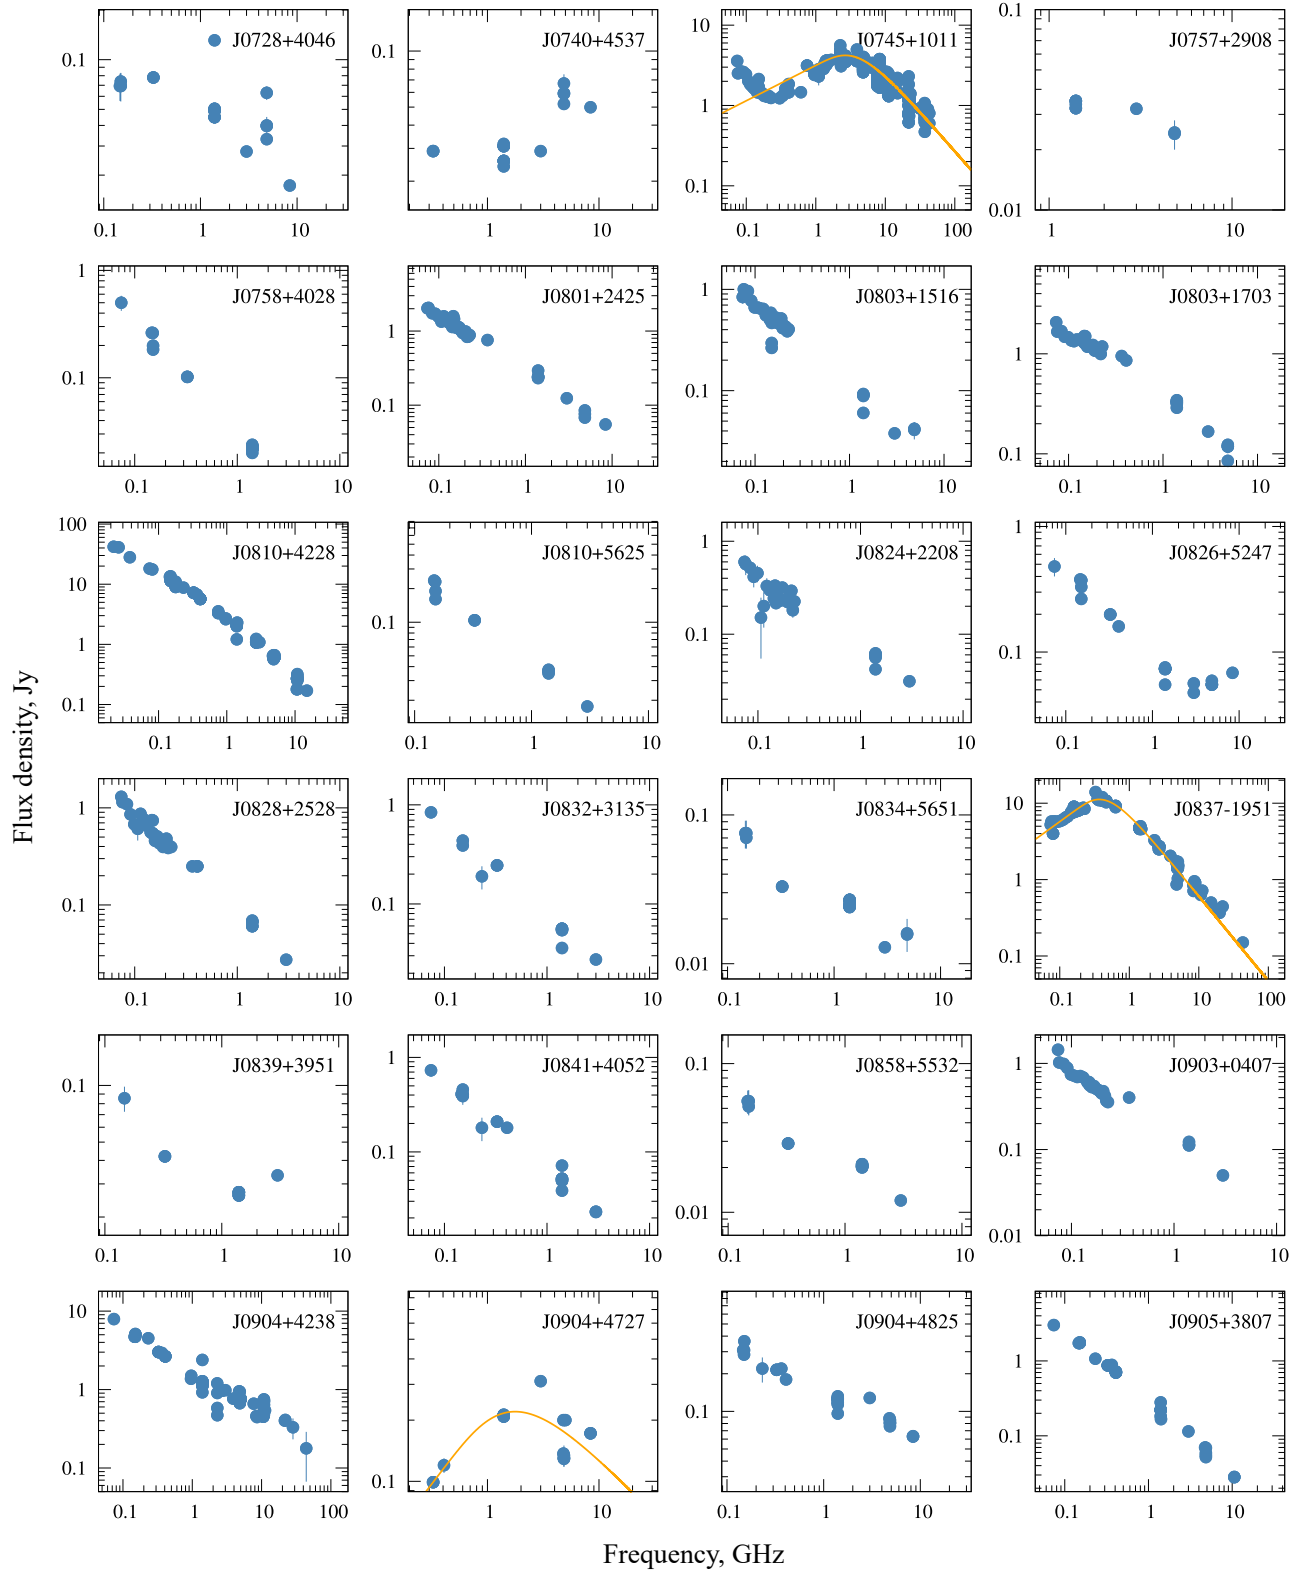 J0728+4046
0.1
0.1 1 10
J0740+4537
0.1
1 10
J0745+1011
10
1
0.1
0.1 1 10 100
J0757+2908
0.1
0.01
1 10
J0758+4028
1
0.1
0.1 1 10
J0801+2425
1
0.1
0.1 1 10
J0803+1516
1
0.1
0.1 1 10
J0803+1703
1
0.1
0.1 1 10
J0810+4228
100
10
1
0.1
0.1 1 10
J0810+5625
0.1
0.1 1 10
J0824+2208
1
0.1
0.1 1 10
J0826+5247
1
0.1
0.1 1 10
Flux density, Jy
J0828+2528
1
0.1
0.1 1 10
J0832+3135
1
0.1
0.1 1 10
J0834+5651
0.1
0.01
0.1 1 10
J0837-1951
10
1
0.1
0.1 1 10 100
J0839+3951
0.1
0.1 1 10
J0841+4052
1
0.1
0.1 1 10
J0858+5532
0.1
0.01
0.1 1 10
J0903+0407
1
0.1
0.01
0.1 1 10
J0904+4238
10
1
0.1
0.1 1 10 100
J0904+4727
0.1
1 10
J0904+4825
0.1
0.1 1 10
J0905+3807
1
0.1
0.1 1 10
Frequency, GHz